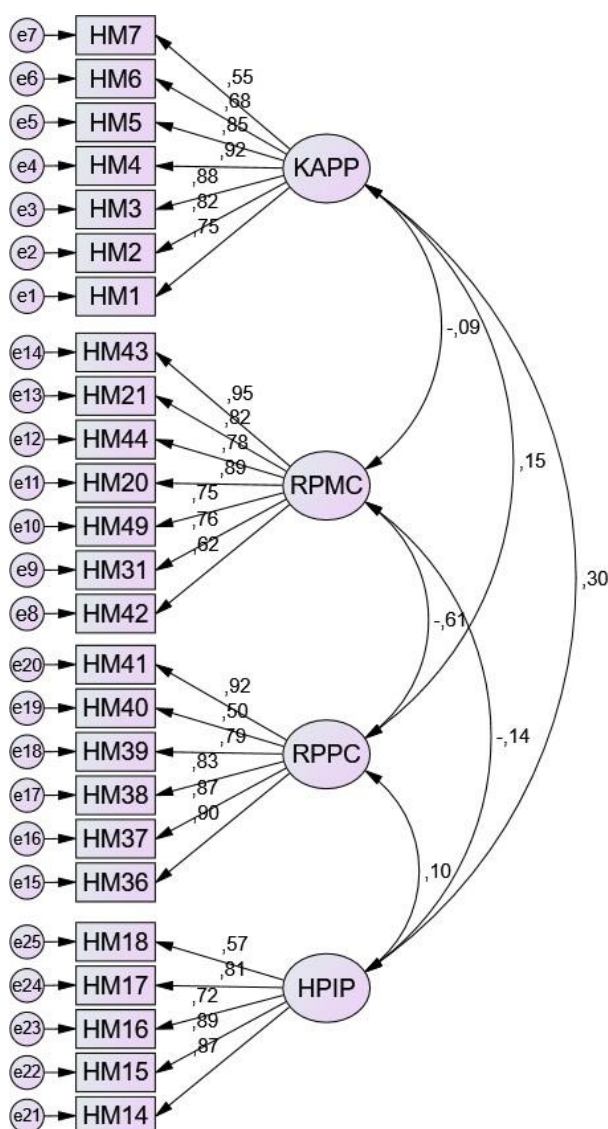 e7 HM7
,55
e6 HM6
,68
e5 HM5
,85
e4 HM4
,92
KAPP
e3 HM3
,88
e2 HM2
,82
e1 HM1
,75
-,09
e14 HM43
,95
e13 HM21
,82
e12 HM44
,78
,15
e11 HM20
,89
RPMC
e10 HM49
,75
e9 HM31
,76
,62
,30
e8 HM42
-,61
e20 HM41
,92
e19 HM40
,50
-,14
e18 HM39
,79
RPPC
e17 HM38
,83
e16 HM37
,87
e15 HM36
,90
,10
e25 HM18
,57
e24 HM17
,81
HPIP
e23 HM16
,72
e22 HM15
,89
e21 HM14
,87